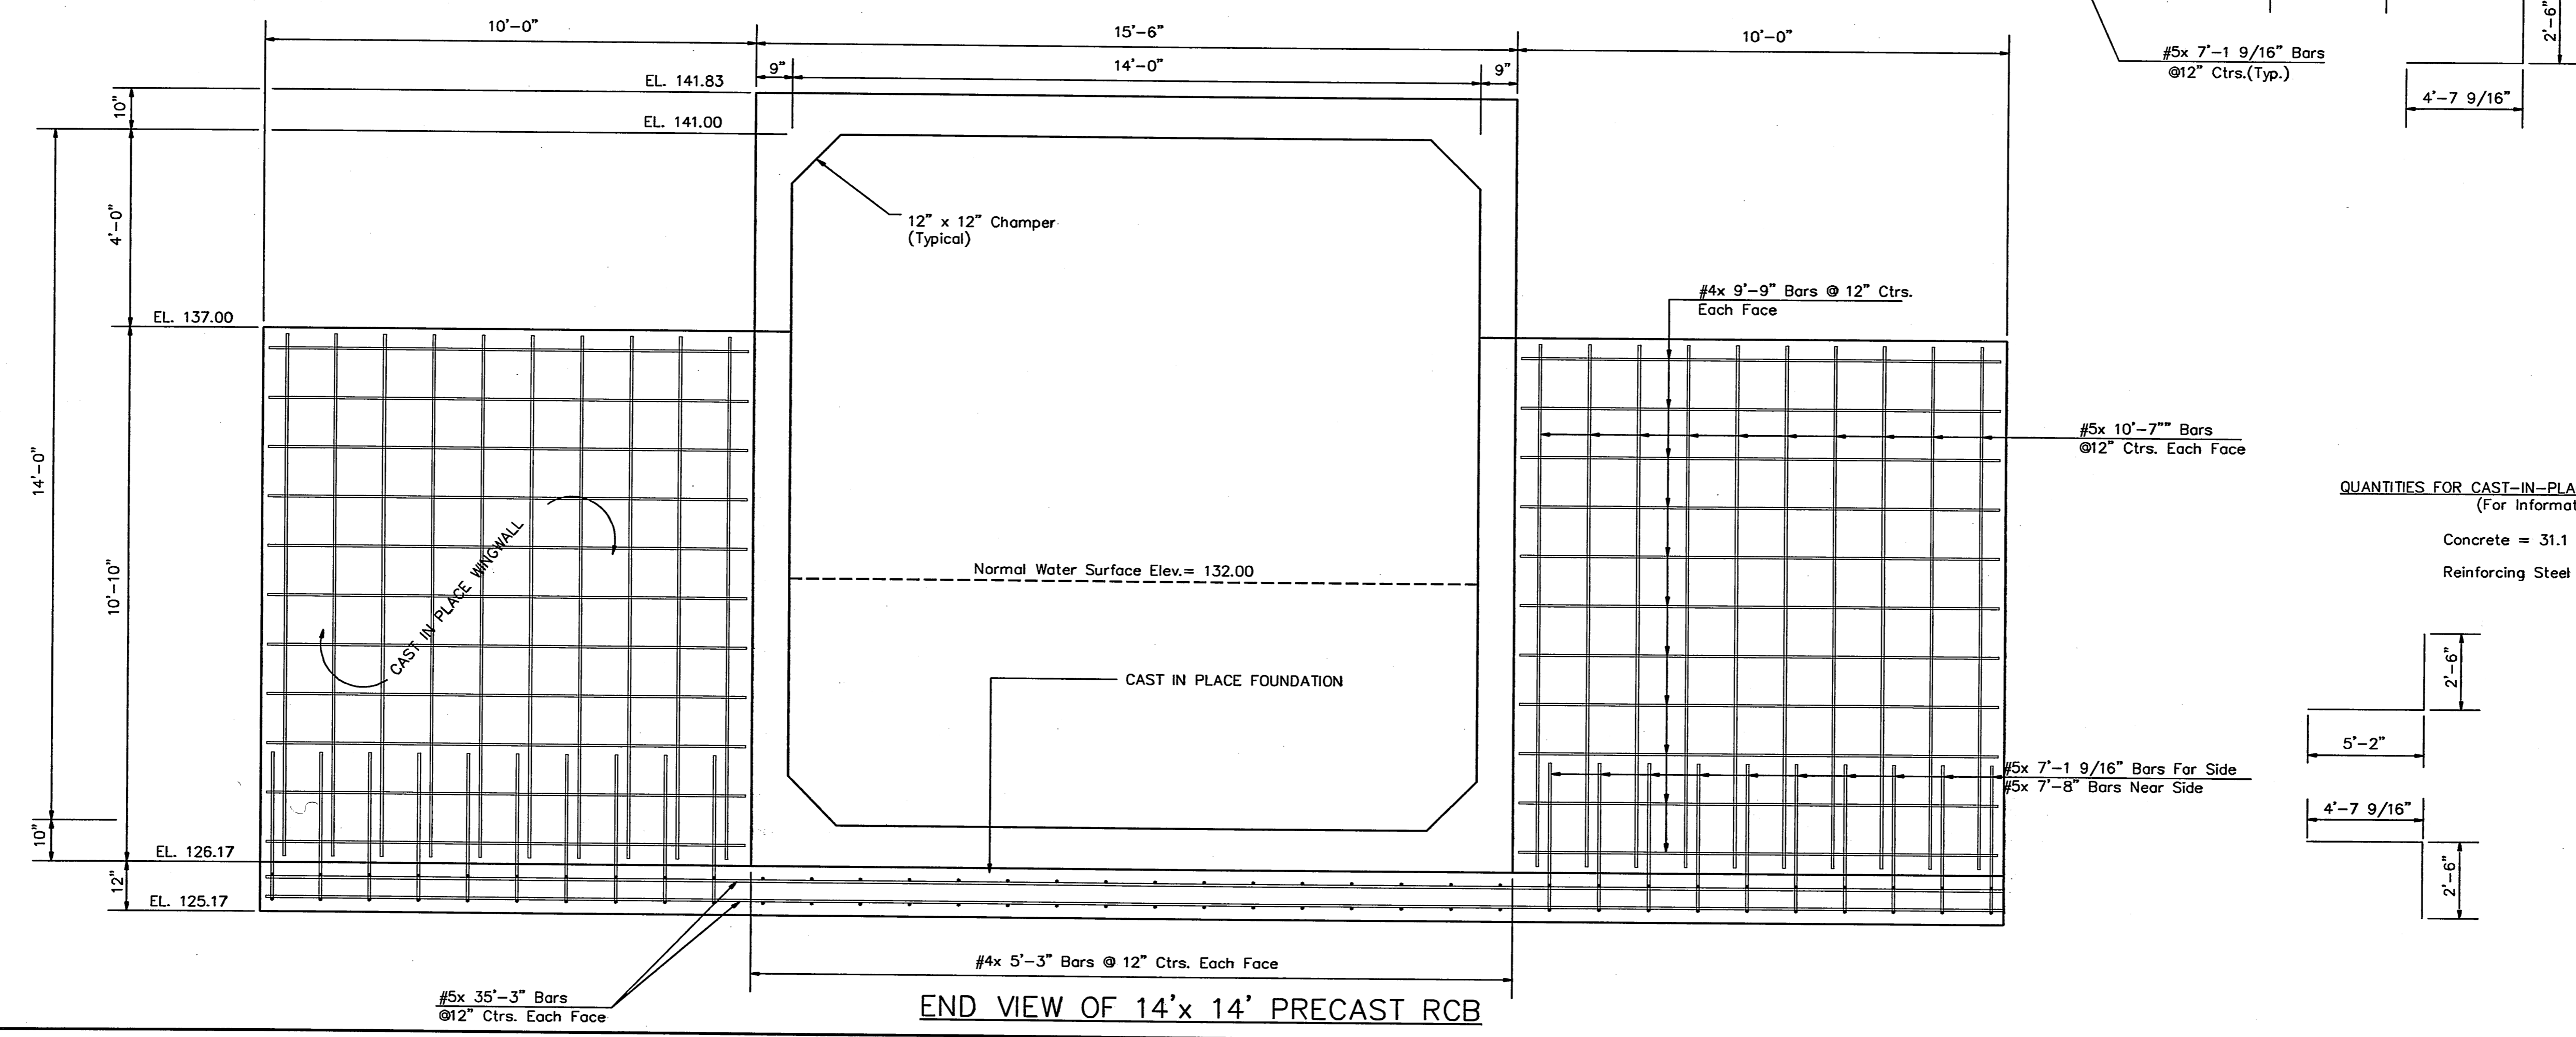 10'-0"
15'-6"
10'-0"
2'-6"
9"
14'-0"
9"
#5x 7'-1 9/16" Bars
@12" Ctrs.(Typ.)
4'-7 9/16"
EL. 141.83
10"
EL. 141.00
4'-0"
12" x 12" Champer
(Typical)
#4x 9'-9" Bars @ 12" Ctrs.
Each Face
EL. 137.00
14'-0"
#5x 10'-7"" Bars
@12" Ctrs. Each Face
QUANTITIES FOR CAST-IN-PLA
(For Informat
Concrete = 31.1
Reinforcing Steel
CAST IN PLACE WINGWALL
10'-10"
Normal Water Surface Elev.= 132.00
CAST IN PLACE FOUNDATION
2'-6"
5'-2"
#5x 7'-1 9/16" Bars Far Side
#5x 7'-8" Bars Near Side
4'-7 9/16"
10"
EL. 126.17
12"
EL. 125.17
2'-6"
#4x 5'-3" Bars @ 12" Ctrs. Each Face
#5x 35'-3" Bars
@12" Ctrs. Each Face
END VIEW OF 14'x 14' PRECAST RCB